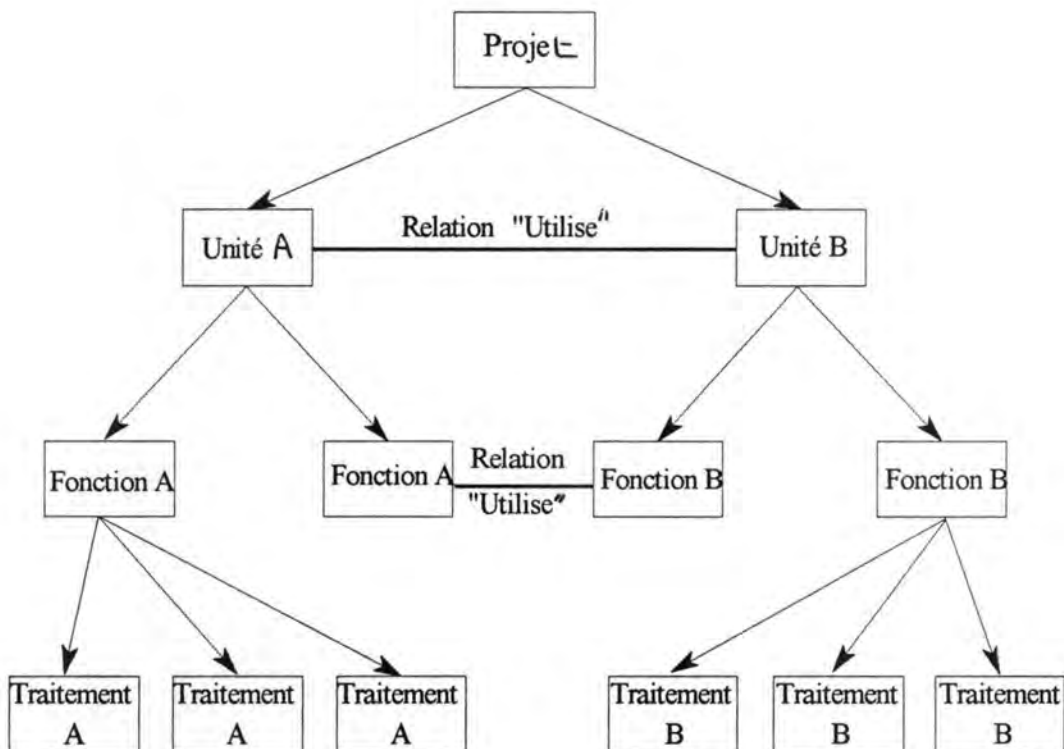 Projet
Relation "Utilise"
Unité A
Unité B
Fonction A
Fonction A
Relation
"Utilise"
Fonction B
Fonction B
Traitement
A
Traitement
A
Traitement
A
Traitement
B
Traitement
B
Traitement
B